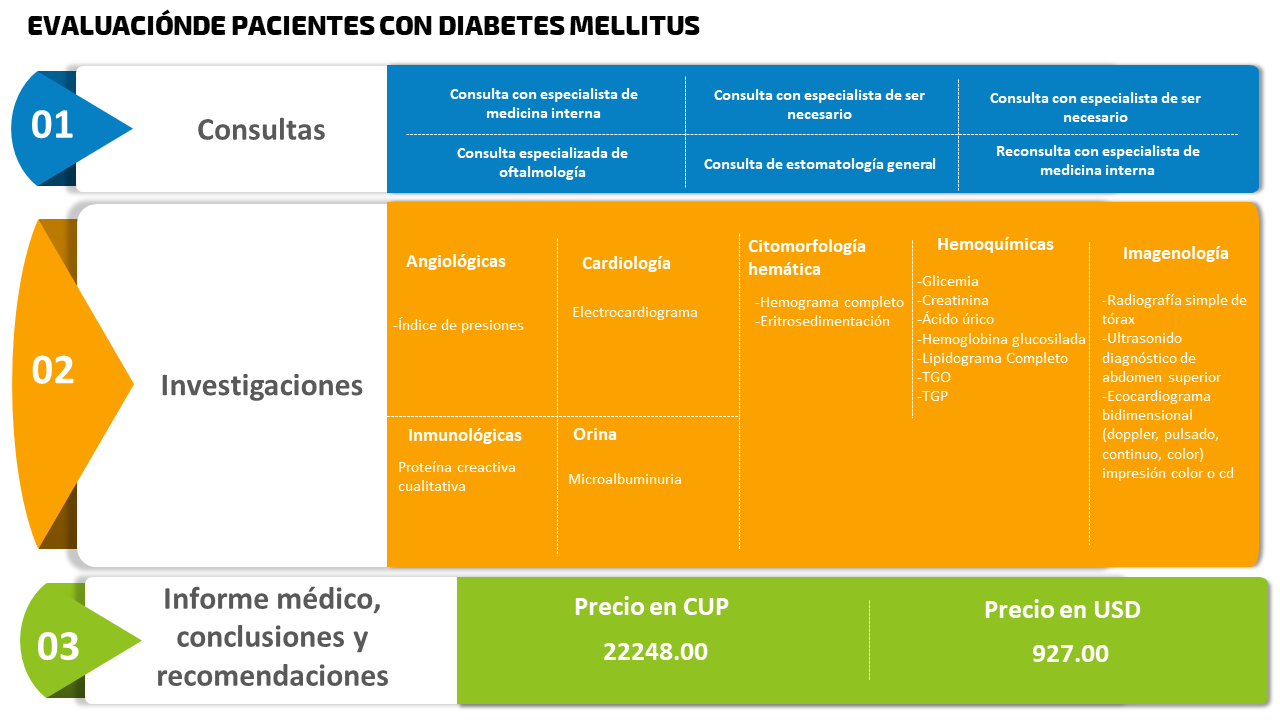 EVALUACIÓNDE PACIENTES CON DIABETES MELLITUS
01
Consultas
Consulta con especialista de
medicina interna
Consulta con especialista de ser
necesario
Consulta con especialista de ser
necesario
Consulta especializada de
oftalmología
Consulta de estomatología general
Reconsulta con especialista de
medicina interna
02
Investigaciones
Angiológicas
-Índice de presiones
Cardiología
Electrocardiograma
Citomorfología
hemática
-Hemograma completo
-Eritrosedimentación
Hemoquímicas
-Glicemia
-Creatinina
-Ácido úrico
-Hemoglobina glucosilada
-Lipidograma Completo
-TGO
-TGP
Imagenología
-Radiografía simple de
tórax
-Ultrasonido
diagnóstico de
abdomen superior
-Ecocardiograma
bidimensional
(doppler, pulsado,
continuo, color)
impresión color o cd
Inmunológicas
Proteína creactiva
cualitativa
Orina
Microalbuminuria
03
Informe médico,
conclusiones y
recomendaciones
Precio en CUP
22248.00
Precio en USD
927.00